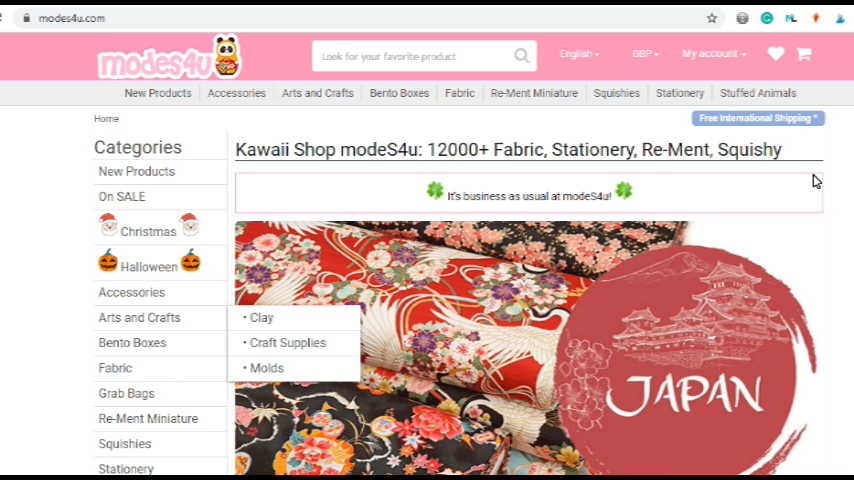 modes4u.com
modes4u
Look for your favorite product
English
GBP
My account
New Products
Accessories
Arts and Crafts
Bento Boxes
Fabric
Re-Ment Miniature
Squishies
Stationery
Stuffed Animals
Home
Free International Shipping *
Categories
Kawaii Shop modeS4u: 12000+ Fabric, Stationery, Re-Ment, Squishy
New Products
On SALE
It's business as usual at modeS4u!
Christmas
Halloween
Accessories
Arts and Crafts
• Clay
Bento Boxes
• Craft Supplies
Fabric
• Molds
Grab Bags
Re-Ment Miniature
Squishies
Stationery
JAPAN